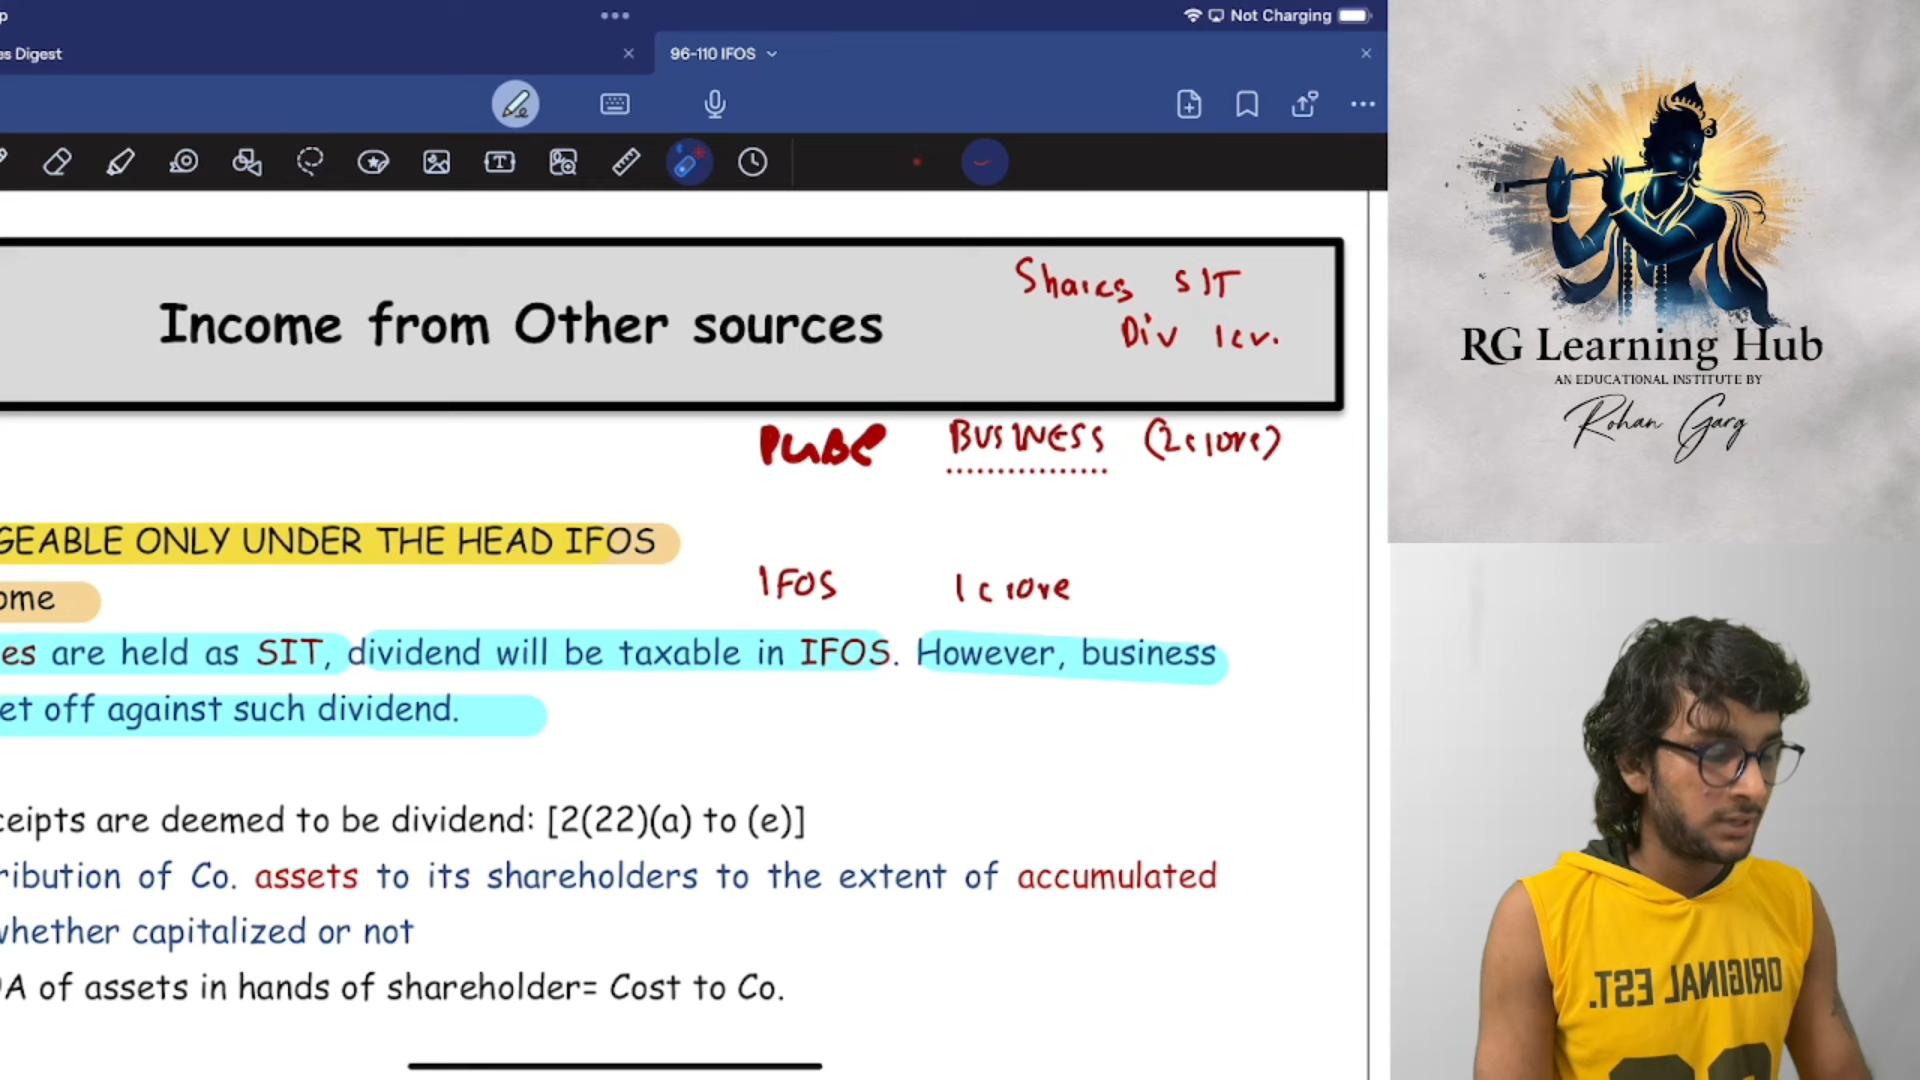 Not Charging
es Digest
96-110 IFOS
Shares SIT
Div 1cr.
Income from Other sources
PGBP BUSINESS (2crore)
GEABLE ONLY UNDER THE HEAD IFOS
ome
IFOS 1 crore
es are held as SIT, dividend will be taxable in IFOS. However, business
et off against such dividend.
ceipts are deemed to be dividend: [2(22)(a) to (e)]
ribution of Co. assets to its shareholders to the extent of accumulated
whether capitalized or not
A of assets in hands of shareholder= Cost to Co.
RG Learning Hub
AN EDUCATIONAL INSTITUTE BY
Rohan Garg
ORIGINAL EST.